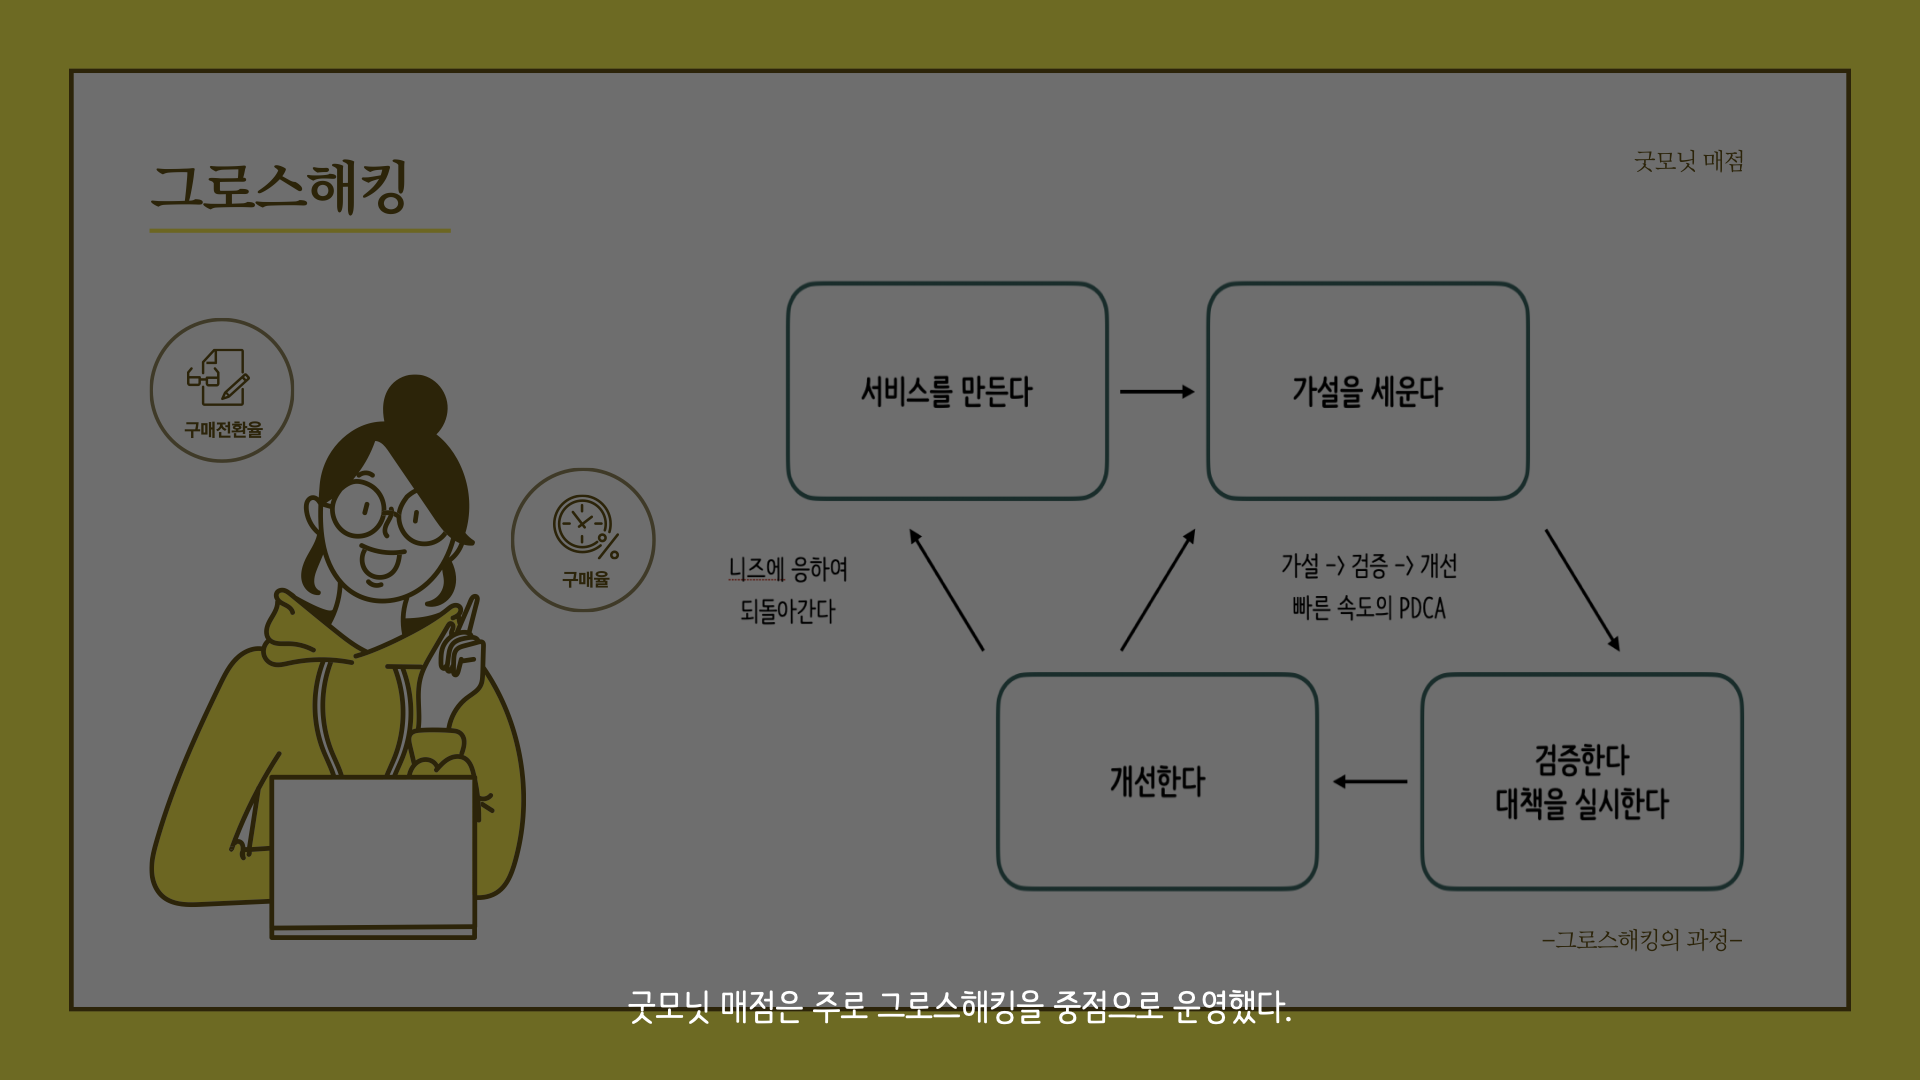 그로스해킹
굿모닛 매점
구매전환율
구매율
서비스를 만든다
가설을 세운다
니즈에 응하여
되돌아간다
가설 -> 검증 -> 개선
빠른 속도의 PDCA
개선한다
검증한다
대책을 실시한다
-그로스해킹의 과정-
굿모닛 매점은 주로 그로스해킹을 중점으로 운영했다.